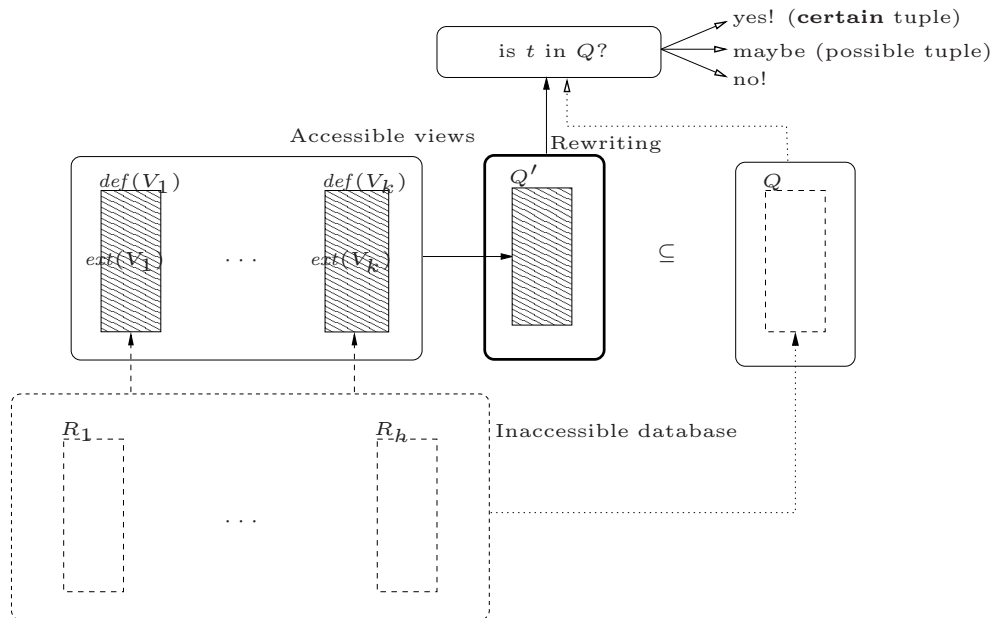 yes! (certain tuple)
is t in Q?
maybe (possible tuple)
no!
Accessible views
Rewriting
def(V₁)
def(Vₖ)
Q′
Q
ext(V₁)
. . .
ext(Vₖ)
⊆
R₁
Rₕ
Inaccessible database
. . .